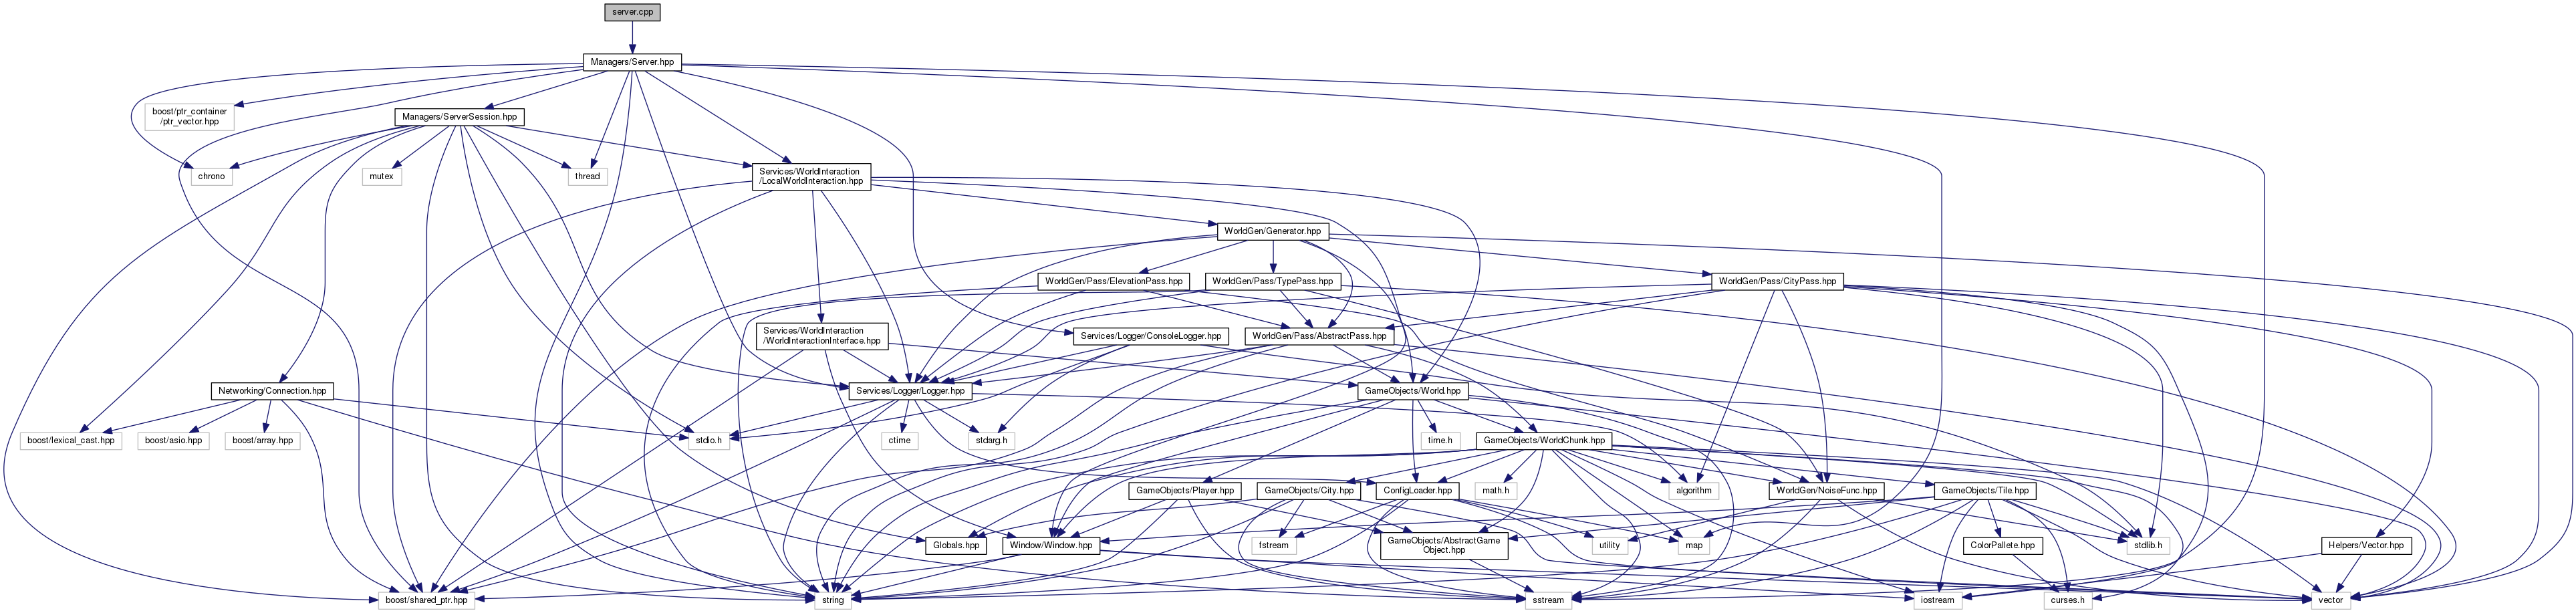 server.cpp
Managers/Server.hpp
boost/ptr_container
/ptr_vector.hpp
Managers/ServerSession.hpp
chrono
mutex
thread
Services/WorldInteraction
/LocalWorldInteraction.hpp
WorldGen/Generator.hpp
WorldGen/Pass/ElevationPass.hpp
WorldGen/Pass/TypePass.hpp
WorldGen/Pass/CityPass.hpp
Services/WorldInteraction
/WorldInteractionInterface.hpp
Services/Logger/ConsoleLogger.hpp
WorldGen/Pass/AbstractPass.hpp
Networking/Connection.hpp
Services/Logger/Logger.hpp
GameObjects/World.hpp
boost/lexical_cast.hpp
boost/asio.hpp
boost/array.hpp
stdio.h
ctime
stdarg.h
time.h
GameObjects/WorldChunk.hpp
GameObjects/Player.hpp
GameObjects/City.hpp
ConfigLoader.hpp
math.h
algorithm
WorldGen/NoiseFunc.hpp
GameObjects/Tile.hpp
Globals.hpp
Window/Window.hpp
fstream
GameObjects/AbstractGame
Object.hpp
utility
map
ColorPallete.hpp
stdlib.h
Helpers/Vector.hpp
boost/shared_ptr.hpp
string
sstream
iostream
curses.h
vector